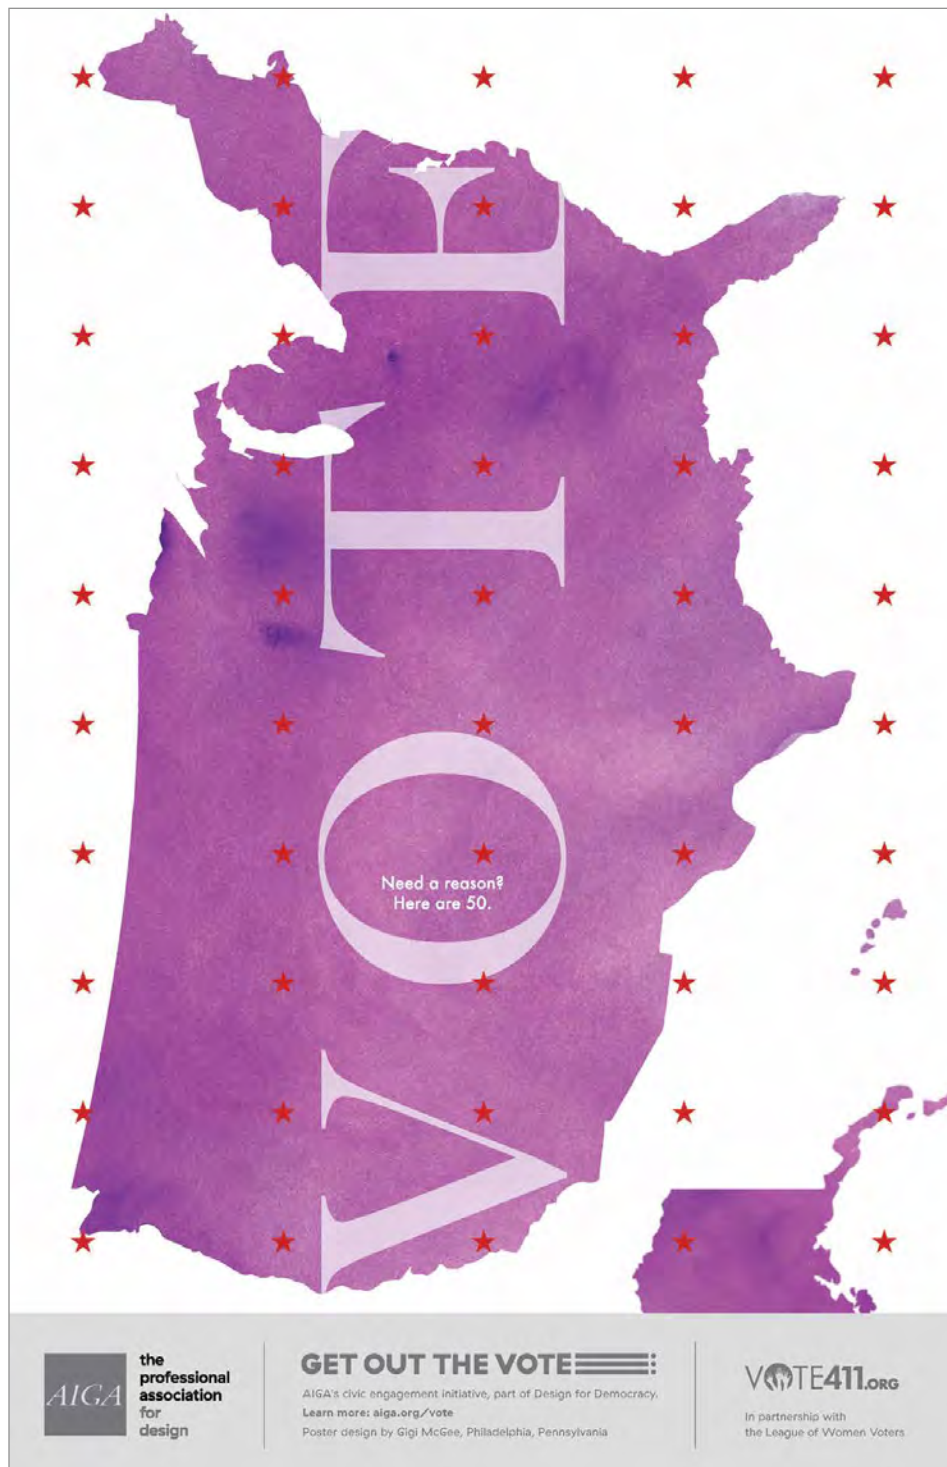 VOTE
Need a reason?
Here are 50.
AIGA
the
professional
association
for
design
GET OUT THE VOTE
AIGA's civic engagement initiative, part of Design for Democracy.
Learn more: aiga.org/vote
Poster design by Gigi McGee, Philadelphia, Pennsylvania
VOTE411.ORG
In partnership with
the League of Women Voters